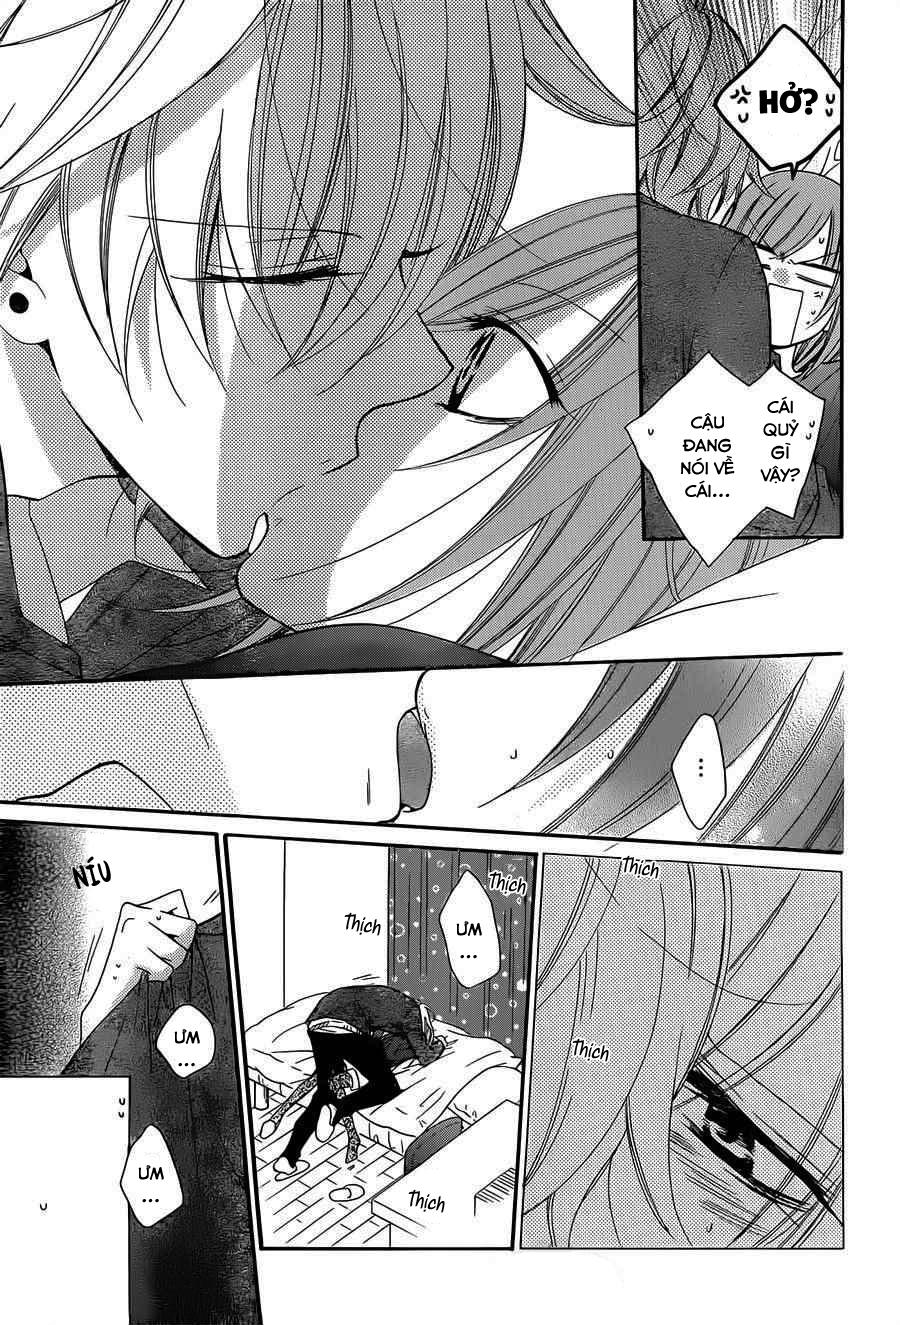 HỞ?
CÁI
QUỶ
GÌ
VẬY?
CẬU
ĐANG
NÓI VỀ
CÁI...
...
Thịch
Thịch
Thịch
ƯM
...
Thịch
Thịch
NÍU
ƯM
...
ƯM
...